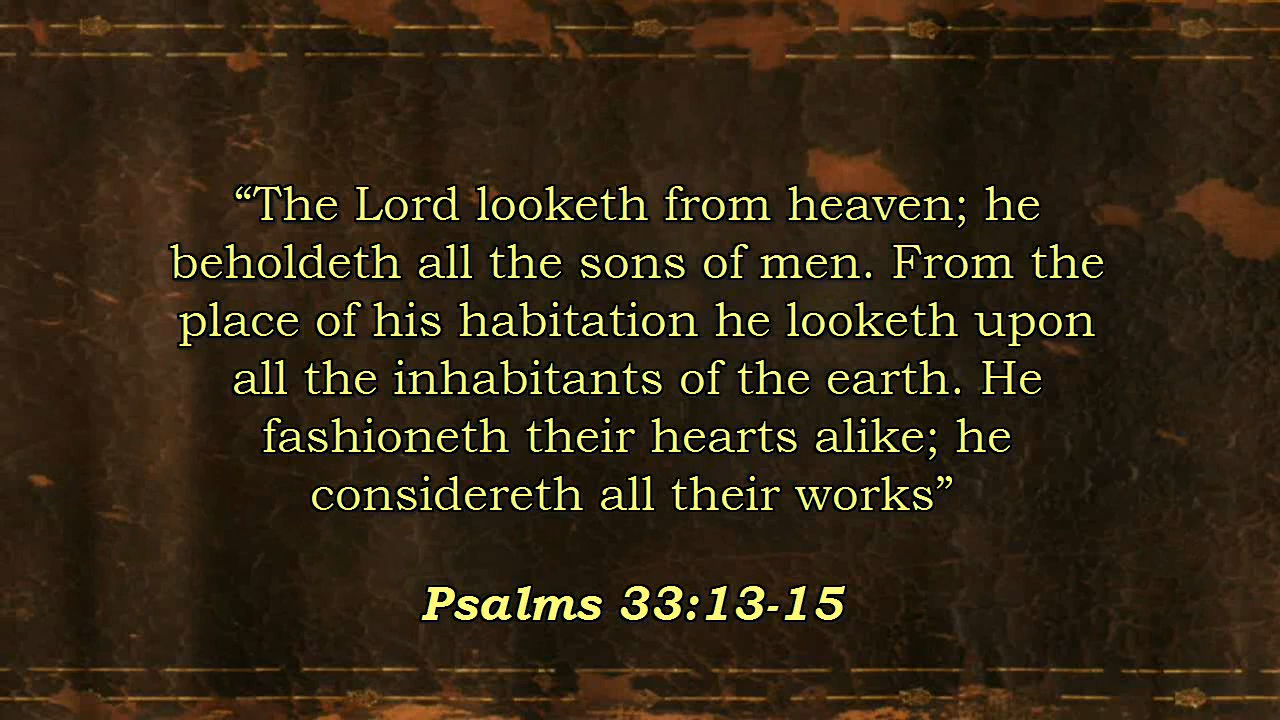 “The Lord looketh from heaven; he
beholdeth all the sons of men. From the
place of his habitation he looketh upon
all the inhabitants of the earth. He
fashioneth their hearts alike; he
considereth all their works”
Psalms 33:13-15